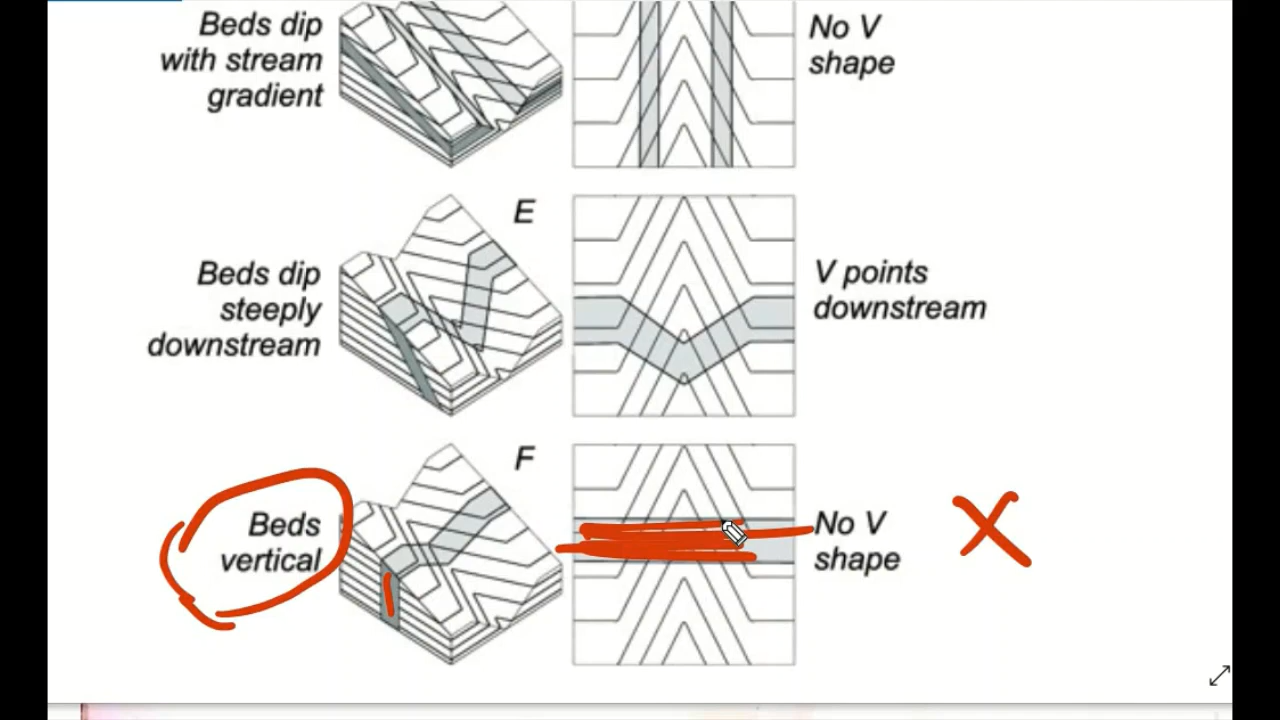 Beds dip
with stream
gradient
No V
shape
E
Beds dip
steeply
downstream
V points
downstream
F
Beds
vertical
No V
shape